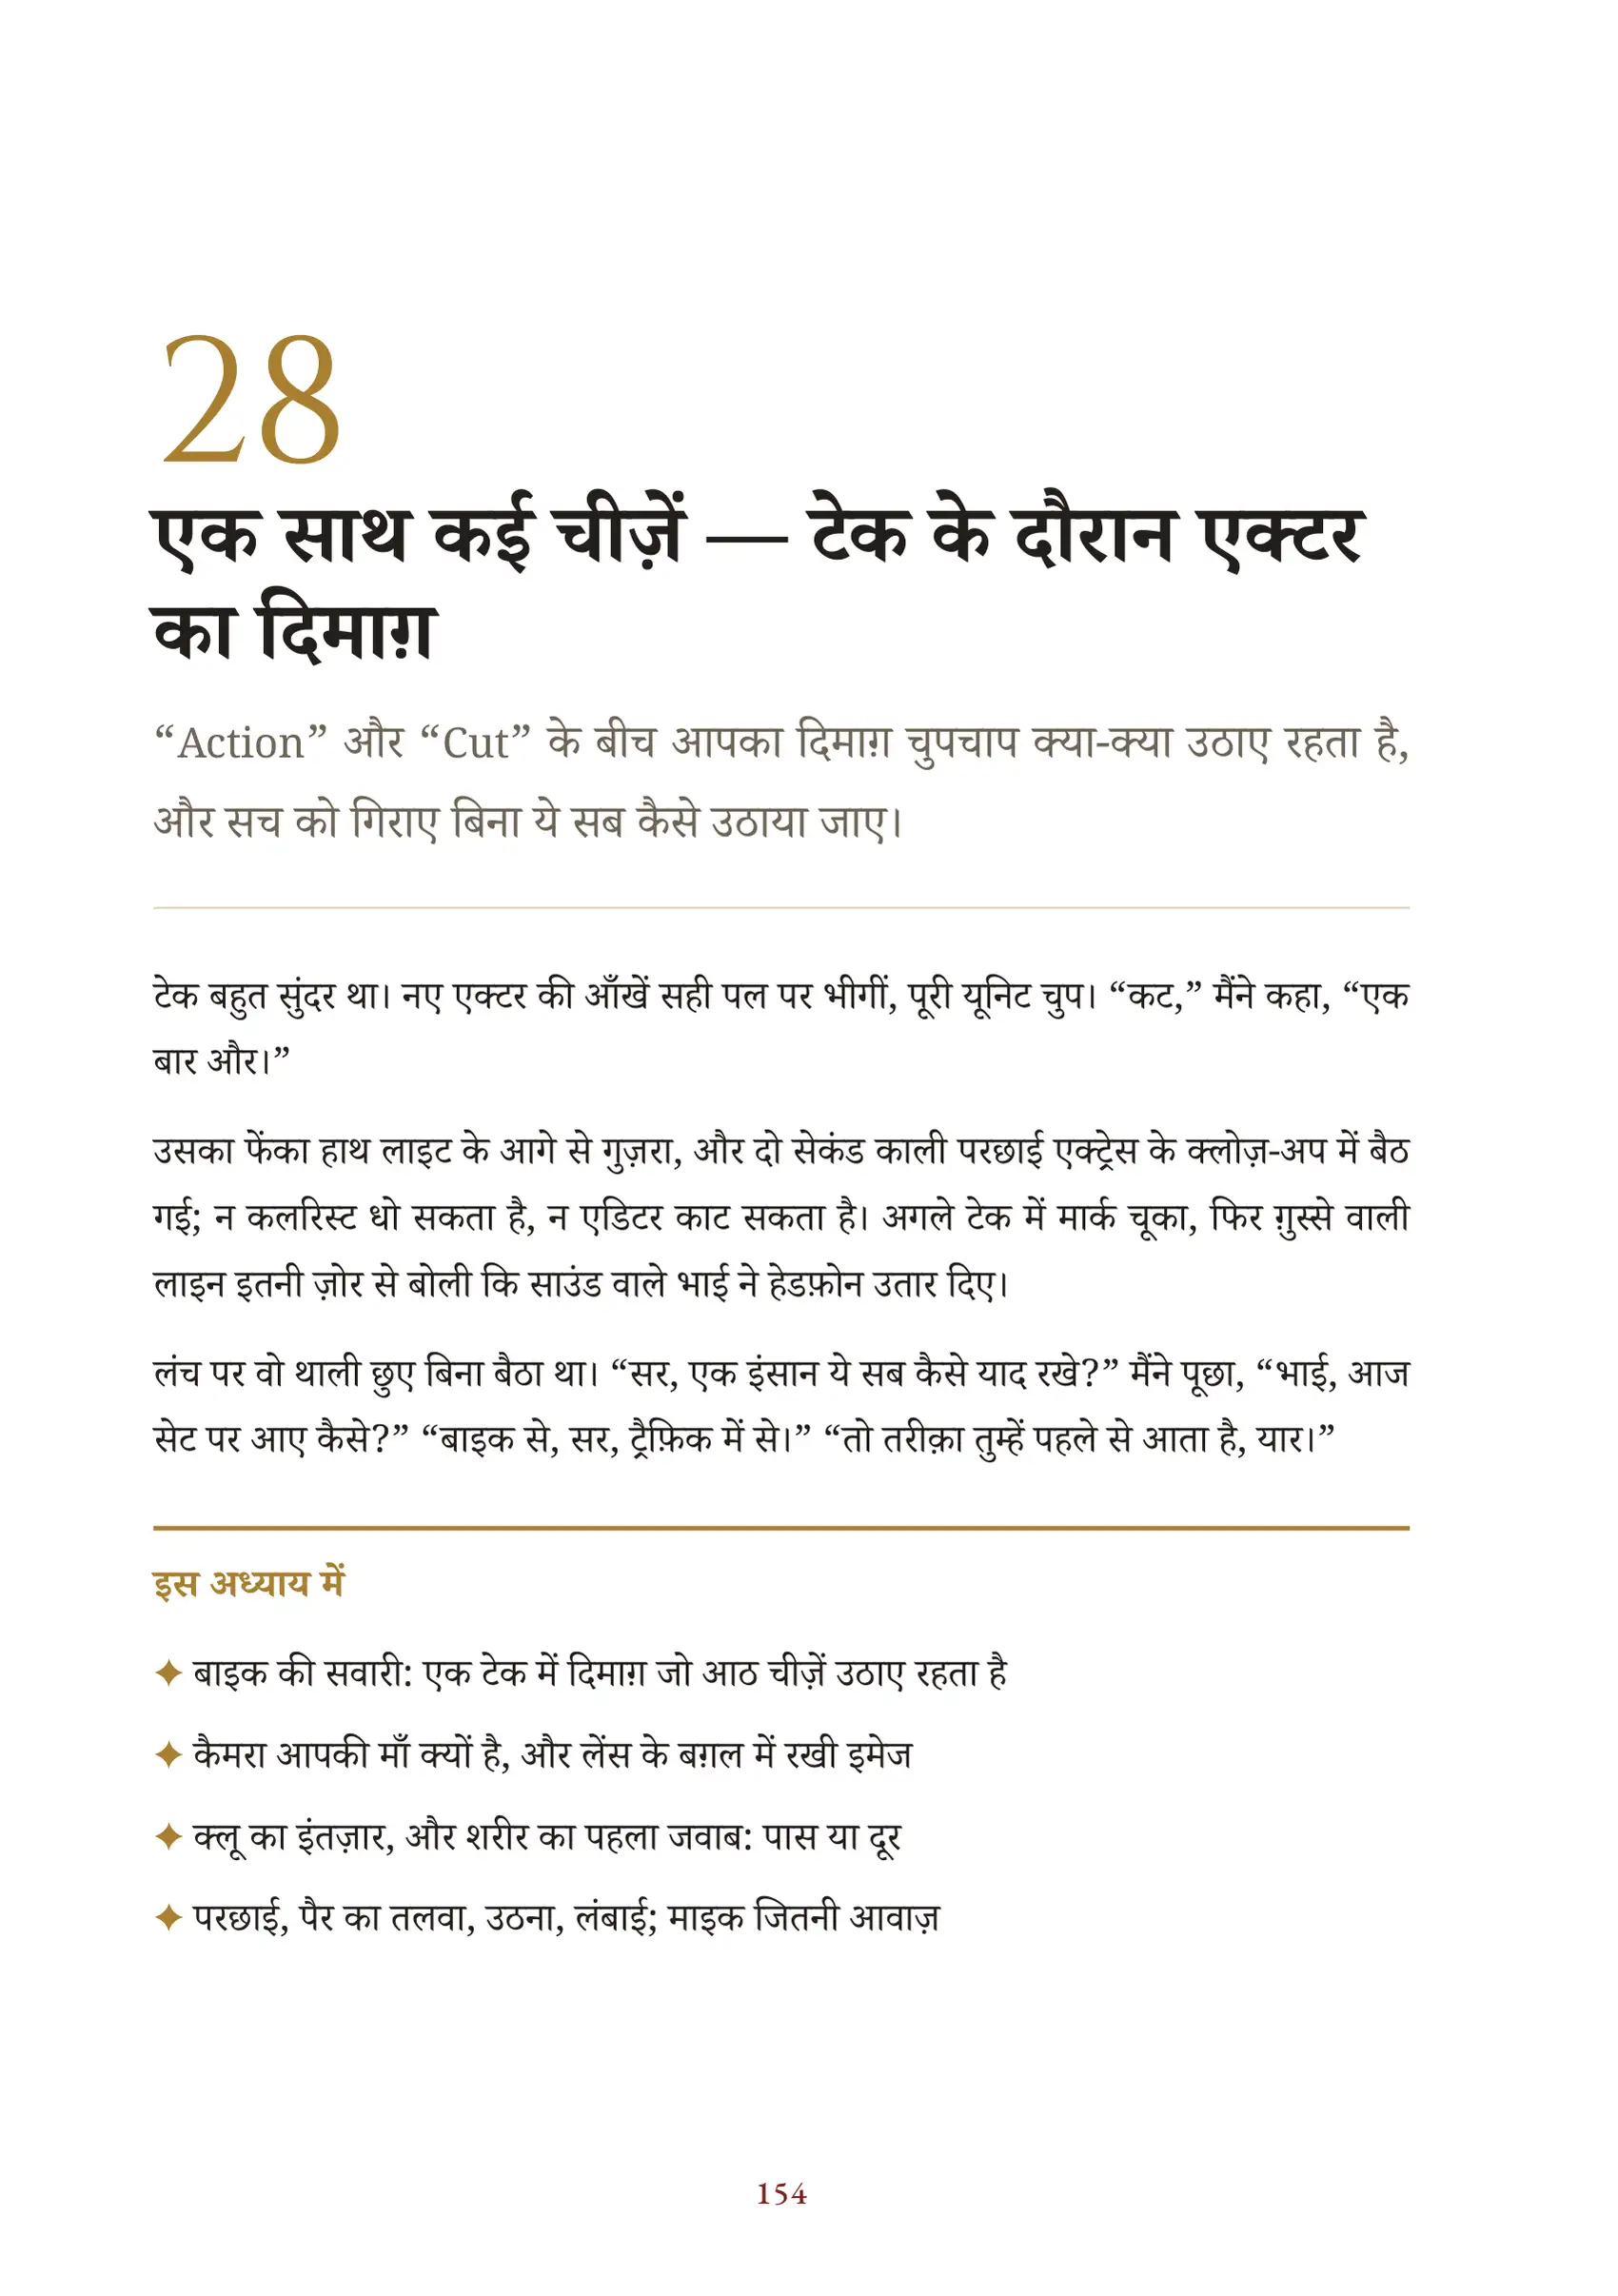 28
एक साथ कई चीज़ें — टेक के दौरान एक्टर
का दिमाग़
“Action” और “Cut” के बीच आपका दिमाग़ चुपचाप क्या-क्या उठाए रहता है,
और सच को गिराए बिना ये सब कैसे उठाया जाए।
टेक बहुत सुंदर था। नए एक्टर की आँखें सही पल पर भीगीं, पूरी यूनिट चुप। “कट,” मैंने कहा, “एक
बार और।”
उसका फेंका हाथ लाइट के आगे से गुज़रा, और दो सेकंड काली परछाई एक्ट्रेस के क्लोज़-अप में बैठ
गई; न कलरिस्ट धो सकता है, न एडिटर काट सकता है। अगले टेक में मार्क चूका, फिर ग़ुस्से वाली
लाइन इतनी ज़ोर से बोली कि साउंड वाले भाई ने हेडफ़ोन उतार दिए।
लंच पर वो थाली छुए बिना बैठा था। “सर, एक इंसान ये सब कैसे याद रखे?” मैंने पूछा, “भाई, आज
सेट पर आए कैसे?” “बाइक से, सर, ट्रैफ़िक में से।” “तो तरीक़ा तुम्हें पहले से आता है, यार।”
इस अध्याय में
✦ बाइक की सवारी: एक टेक में दिमाग़ जो आठ चीज़ें उठाए रहता है
✦ कैमरा आपकी माँ क्यों है, और लेंस के बग़ल में रखी इमेज
✦ क्लू का इंतज़ार, और शरीर का पहला जवाब: पास या दूर
✦ परछाई, पैर का तलवा, उठना, लंबाई; माइक जितनी आवाज़
154